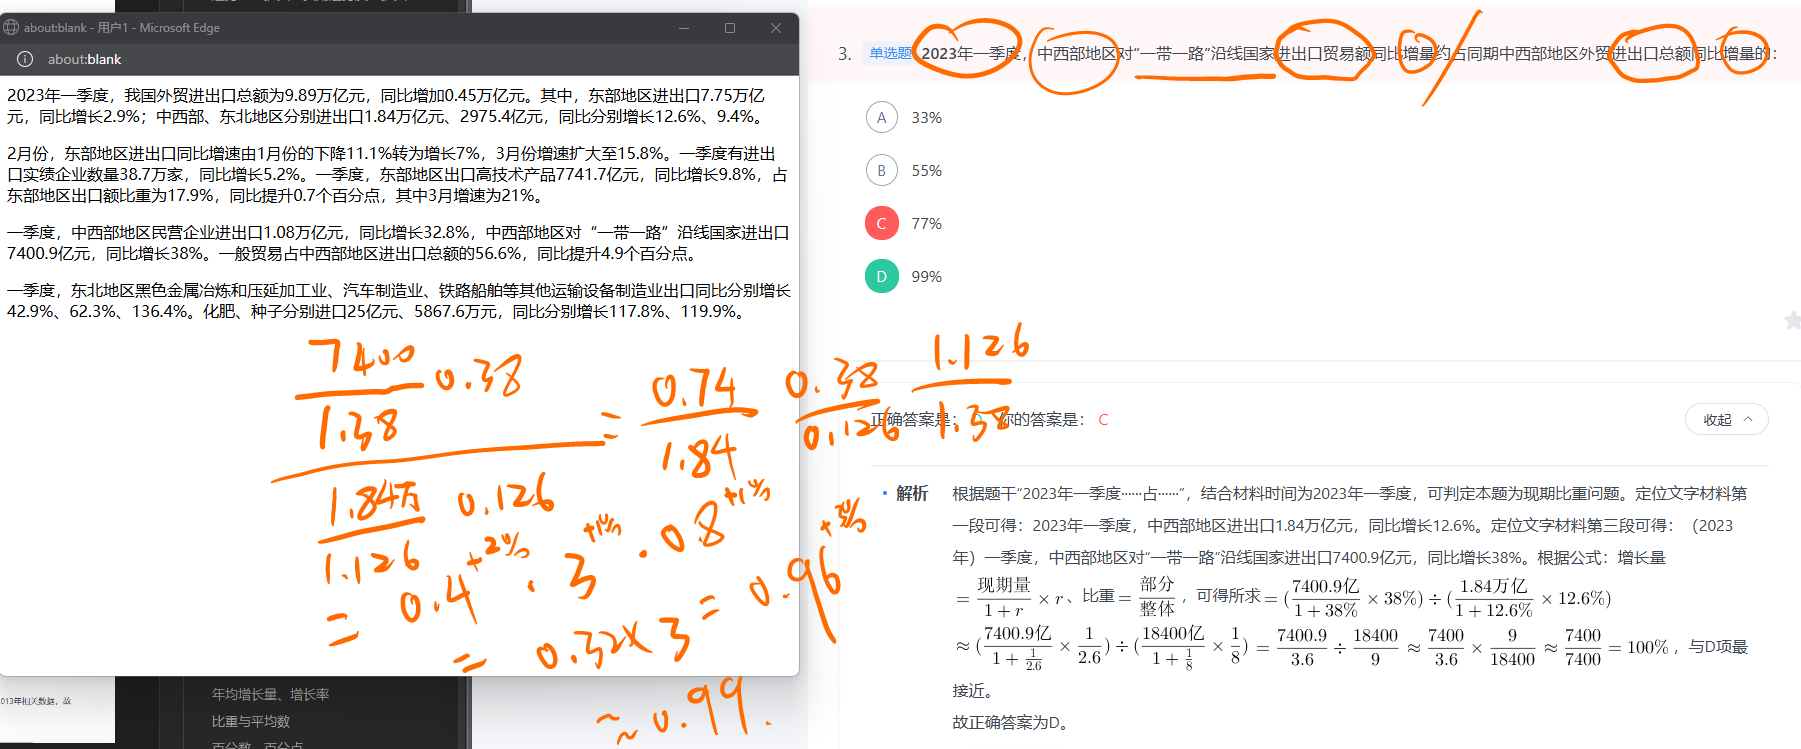 about:blank - 用户1 - Microsoft Edge
about:blank
2023年一季度，我国外贸进出口总额为9.89万亿元，同比增加0.45万亿元。其中，东部地区进出口7.75万亿
元，同比增长2.9%；中西部、东北地区分别进出口1.84万亿元、2975.4亿元，同比分别增长12.6%、9.4%。
2月份，东部地区进出口同比增速由1月份的下降11.1%转为增长7%，3月份增速扩大至15.8%。一季度有进出
口实绩企业数量38.7万家，同比增长5.2%。一季度，东部地区出口高技术产品7741.7亿元，同比增长9.8%，占
东部地区出口额比重为17.9%，同比提升0.7个百分点，其中3月增速为21%。
一季度，中西部地区民营企业进出口1.08万亿元，同比增长32.8%，中西部地区对“一带一路”沿线国家进出口
7400.9亿元，同比增长38%。一般贸易占中西部地区进出口总额的56.6%，同比提升4.9个百分点。
一季度，东北地区黑色金属冶炼和压延加工业、汽车制造业、铁路船舶等其他运输设备制造业出口同比分别增长
42.9%、62.3%、136.4%。化肥、种子分别进口25亿元、5867.6万元，同比分别增长117.8%、119.9%。
7400
1.38
0.38
1.84万
1.126
0.126
=
0.74
1.84
0.38
0.126
1.126
1.38
= 0.4 +2% · 3 +1% · 0.8 +1%
= 0.32×3 = 0.96 +3%
≈ 0.99.
013年相关数据，故
年均增长量、增长率
比重与平均数
百分数、百分点
3. 单选题 2023年一季度，中西部地区对“一带一路”沿线国家进出口贸易额同比增量约占同期中西部地区外贸进出口总额同比增量的：
A 33%
B 55%
C 77%
D 99%
正确答案是： D 你的答案是： C
收起
解析
根据题干“2023年一季度……占……”，结合材料时间为2023年一季度，可判定本题为现期比重问题。定位文字材料第
一段可得：2023年一季度，中西部地区进出口1.84万亿元，同比增长12.6%。定位文字材料第三段可得：（2023
年）一季度，中西部地区对“一带一路”沿线国家进出口7400.9亿元，同比增长38%。根据公式：增长量
= 现期量/(1+r) × r、比重 = 部分/整体，可得所求 = (7400.9亿/(1+38%) × 38%) ÷ (1.84万亿/(1+12.6%) × 12.6%)
≈ (7400.9亿/(1+1/2.6) × 1/2.6) ÷ (18400亿/(1+1/8) × 1/8) = 7400.9/3.6 ÷ 18400/9 ≈ 7400/3.6 × 9/18400 ≈ 7400/7400 = 100%，与D项最
接近。
故正确答案为D。